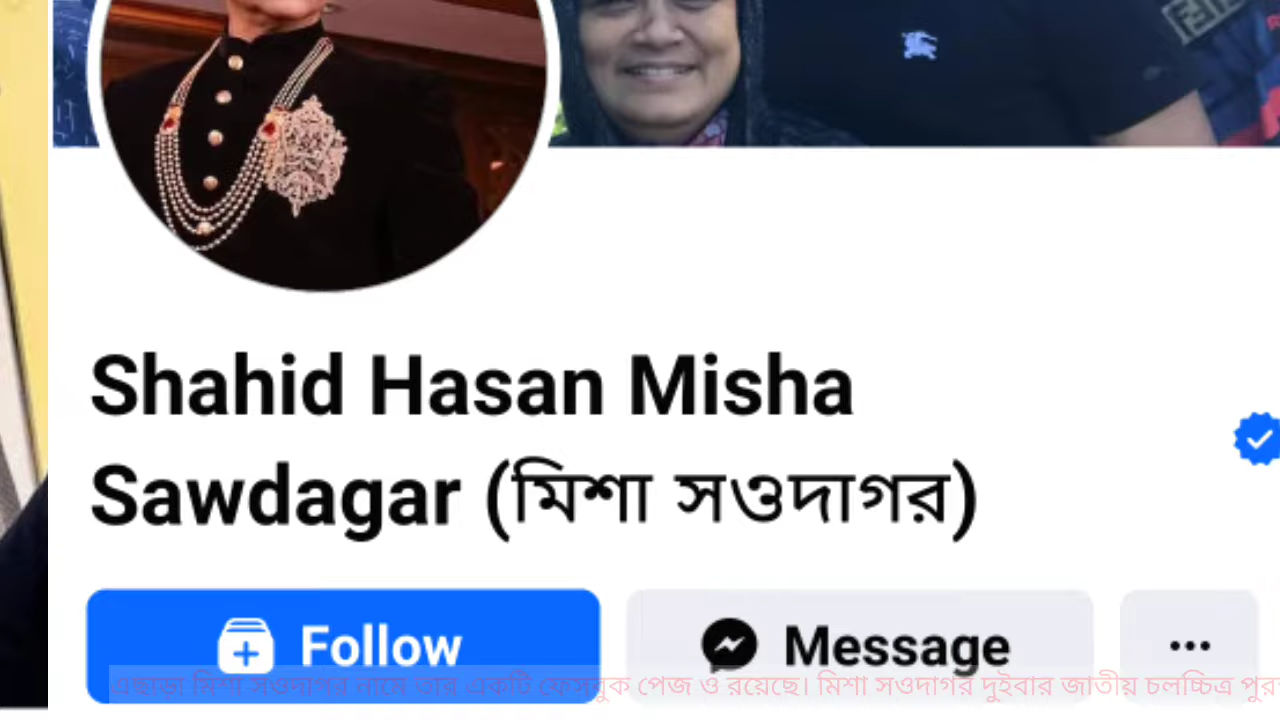 Shahid Hasan Misha
Sawdagar (মিশা সওদাগর)
Follow
Message
এছাড়া মিশা সওদাগর নামে তার একটি ফেসবুক পেজ ও রয়েছে। মিশা সওদাগর দুইবার জাতীয় চলচ্চিত্র